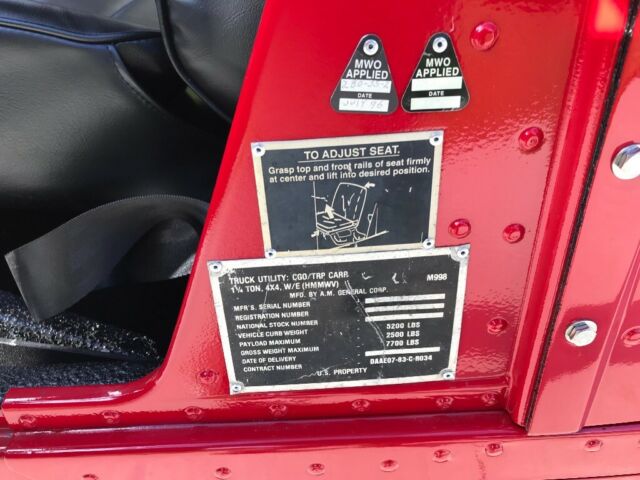 MWO
APPLIED
DATE
JULY 96
MWO
APPLIED
DATE
TO ADJUST SEAT.
Grasp top and front rails of seat firmly
at center and lift into desired position.
TRUCK UTILITY: CGO/TRP CARR M998
1¼ TON, 4X4, W/E (HMMWV)
MFG. BY A.M. GENERAL CORP.
MFR'S SERIAL NUMBER
REGISTRATION NUMBER
NATIONAL STOCK NUMBER
VEHICLE CURB WEIGHT 5200 LBS
PAYLOAD MAXIMUM 2500 LBS
GROSS WEIGHT MAXIMUM 7700 LBS
DATE OF DELIVERY
CONTRACT NUMBER DAAE07-83-C-R034
U.S. PROPERTY